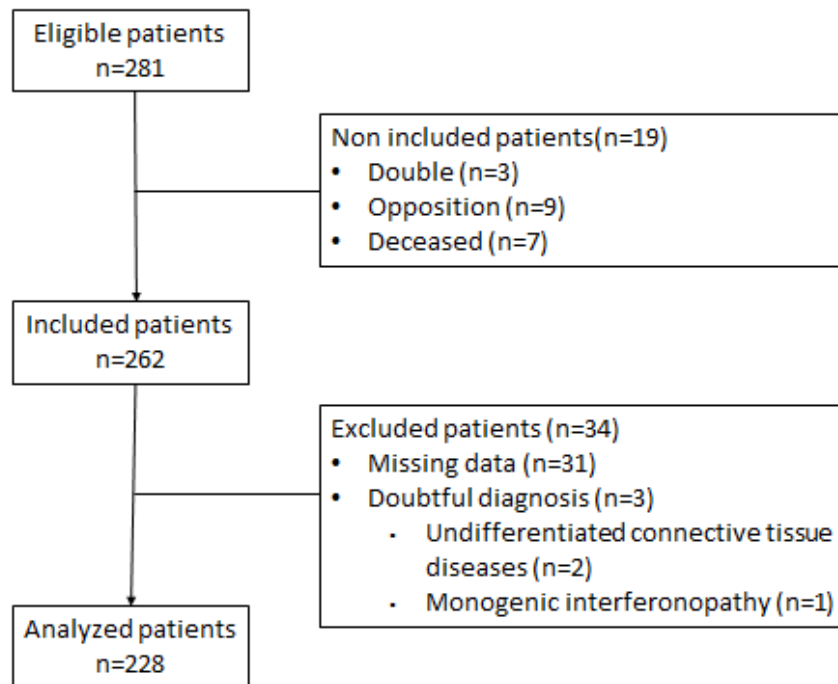 Eligible patients
n=281
Non included patients(n=19)
• Double (n=3)
• Opposition (n=9)
• Deceased (n=7)
Included patients
n=262
Excluded patients (n=34)
• Missing data (n=31)
• Doubtful diagnosis (n=3)
▪ Undifferentiated connective tissue
diseases (n=2)
▪ Monogenic interferonopathy (n=1)
Analyzed patients
n=228